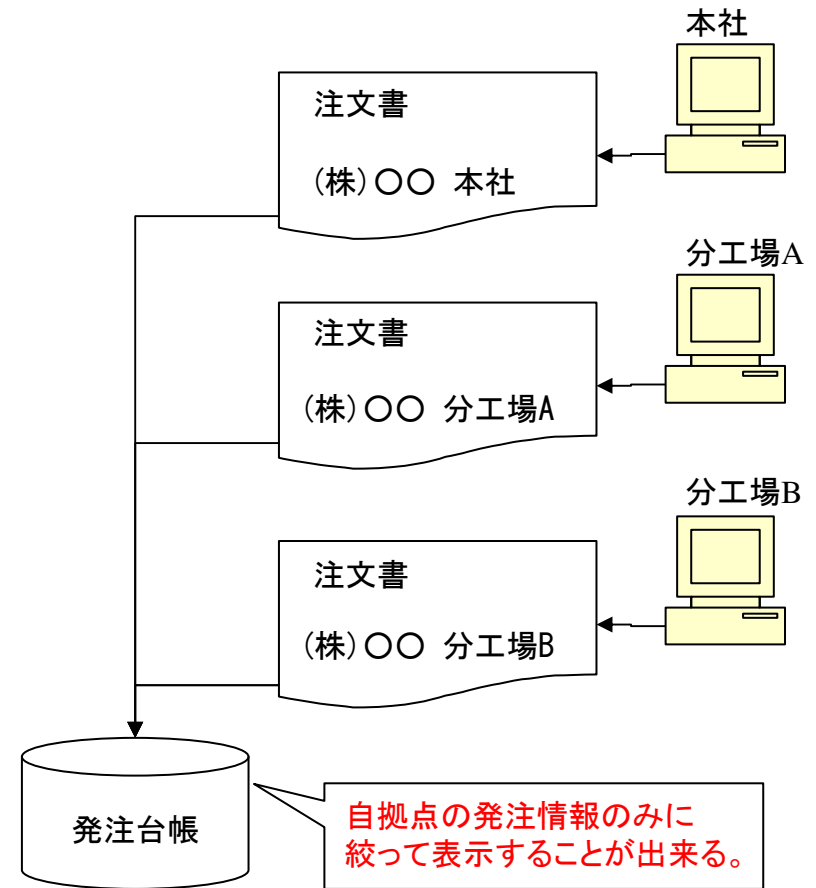 本社
注文書
(株)〇〇 本社
分工場A
注文書
(株)〇〇 分工場A
分工場B
注文書
(株)〇〇 分工場B
発注台帳
自拠点の発注情報のみに
絞って表示することが出来る。